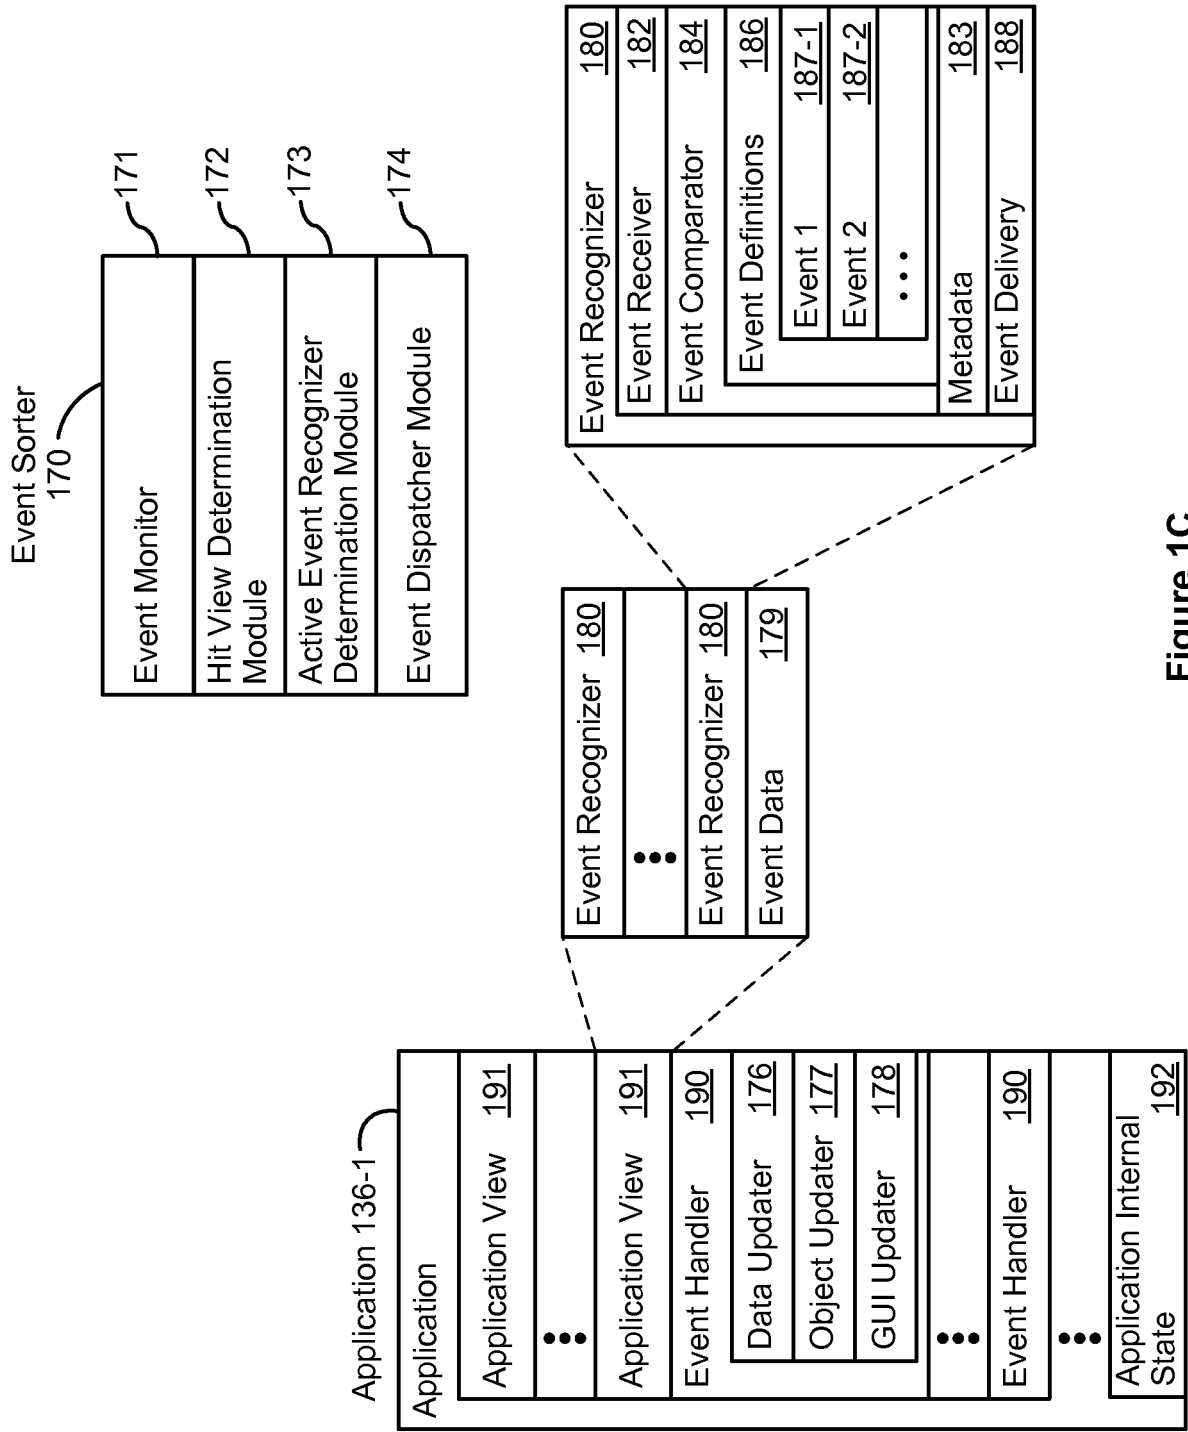 Event Sorter
170
Event Monitor
171
Hit View Determination
Module
172
Active Event Recognizer
Determination Module
173
Event Dispatcher Module
174
Application 136-1
Application
Application View 191
Application View 191
Event Handler 190
Data Updater 176
Object Updater 177
GUI Updater 178
Event Handler 190
Application Internal
State 192
Event Recognizer 180
Event Recognizer 180
Event Data 179
Event Recognizer 180
Event Receiver 182
Event Comparator 184
Event Definitions 186
Event 1 187-1
Event 2 187-2
Metadata 183
Event Delivery 188
Figure 1C